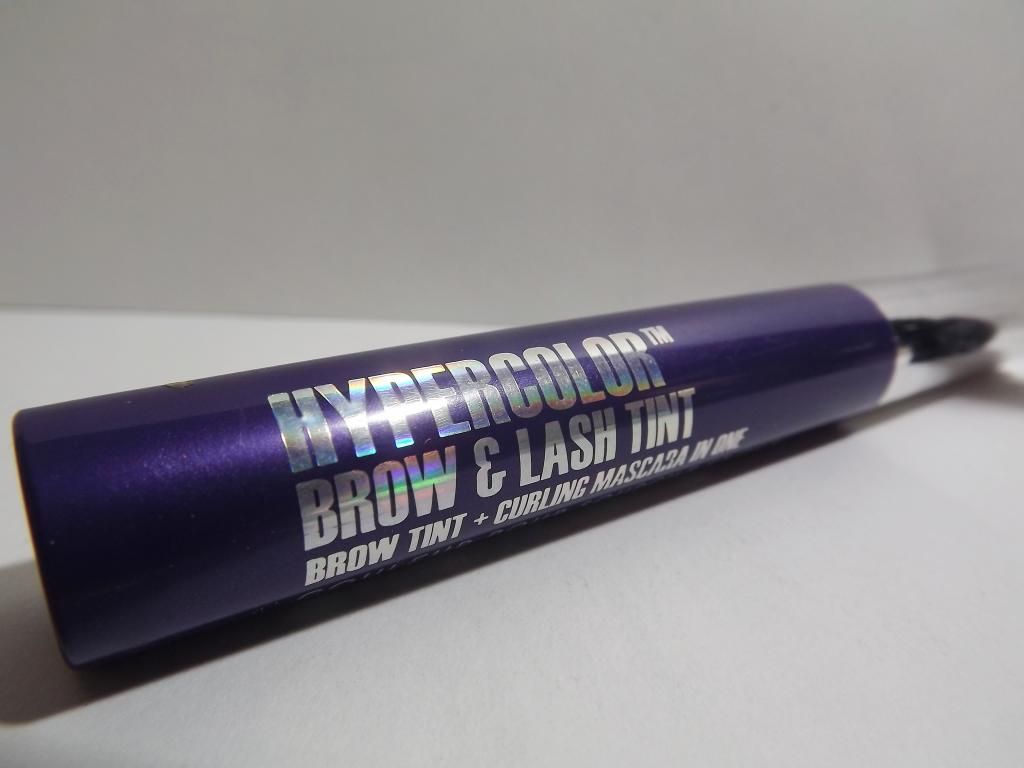 HYPERCOLOR™
BROW & LASH TINT
BROW TINT + CURLING MASCARA IN ONE